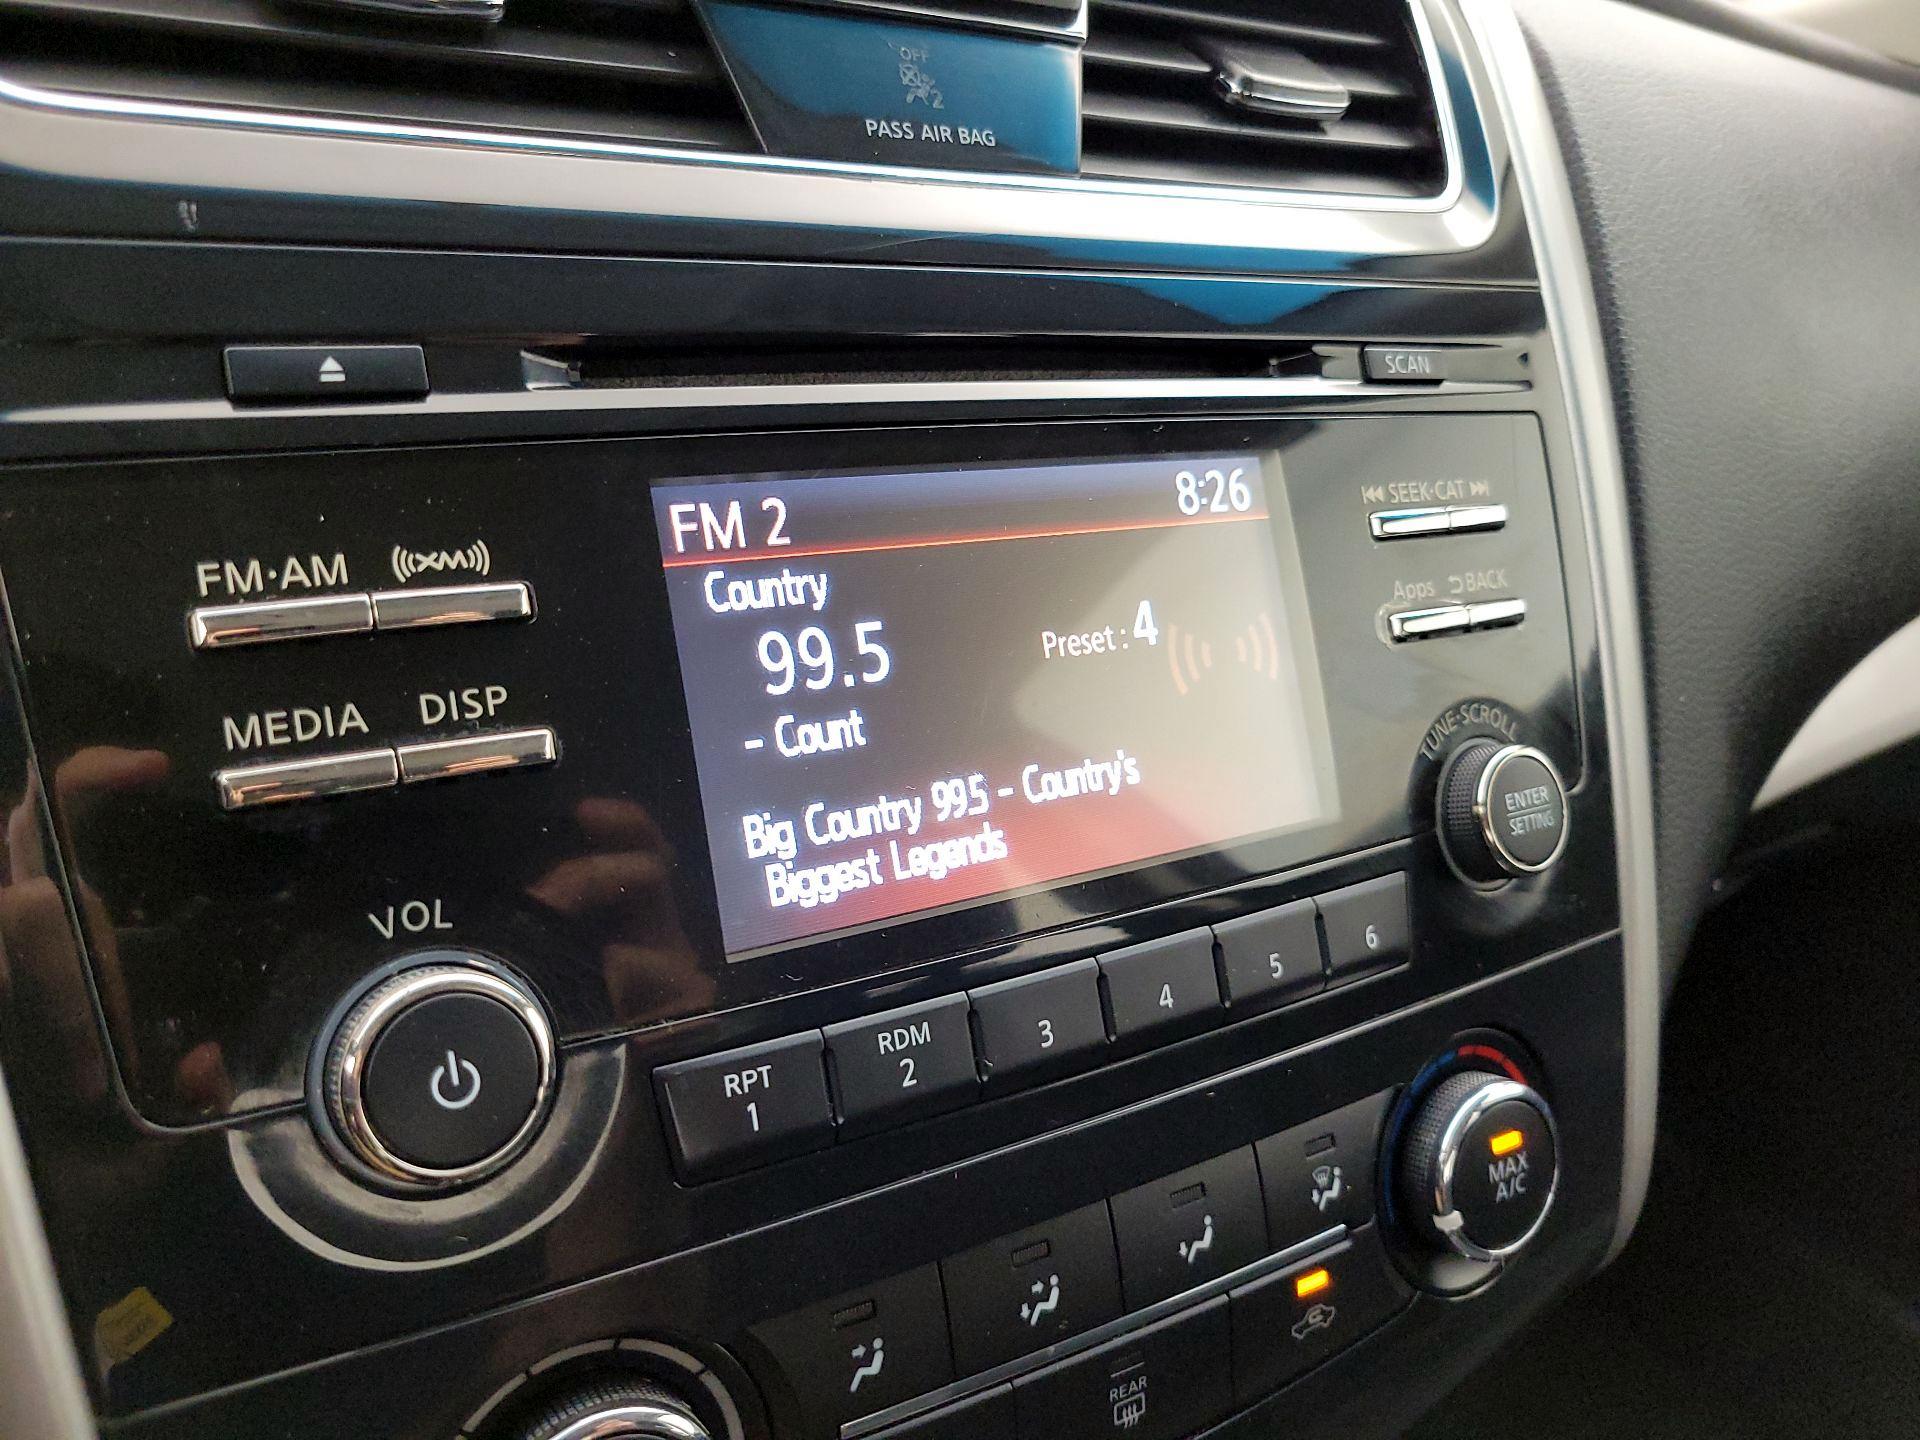 OFF
2
PASS AIR BAG
SCAN
FM 2 8:26
SEEK·CAT
FM·AM XM
Country
Apps BACK
99.5 Preset : 4
MEDIA DISP
- Count
TUNE·SCROLL
Big Country 99.5 - Country's
Biggest Legends
ENTER
SETTING
VOL
RPT
1
RDM
2
3
4
5
6
MAX
A/C
REAR